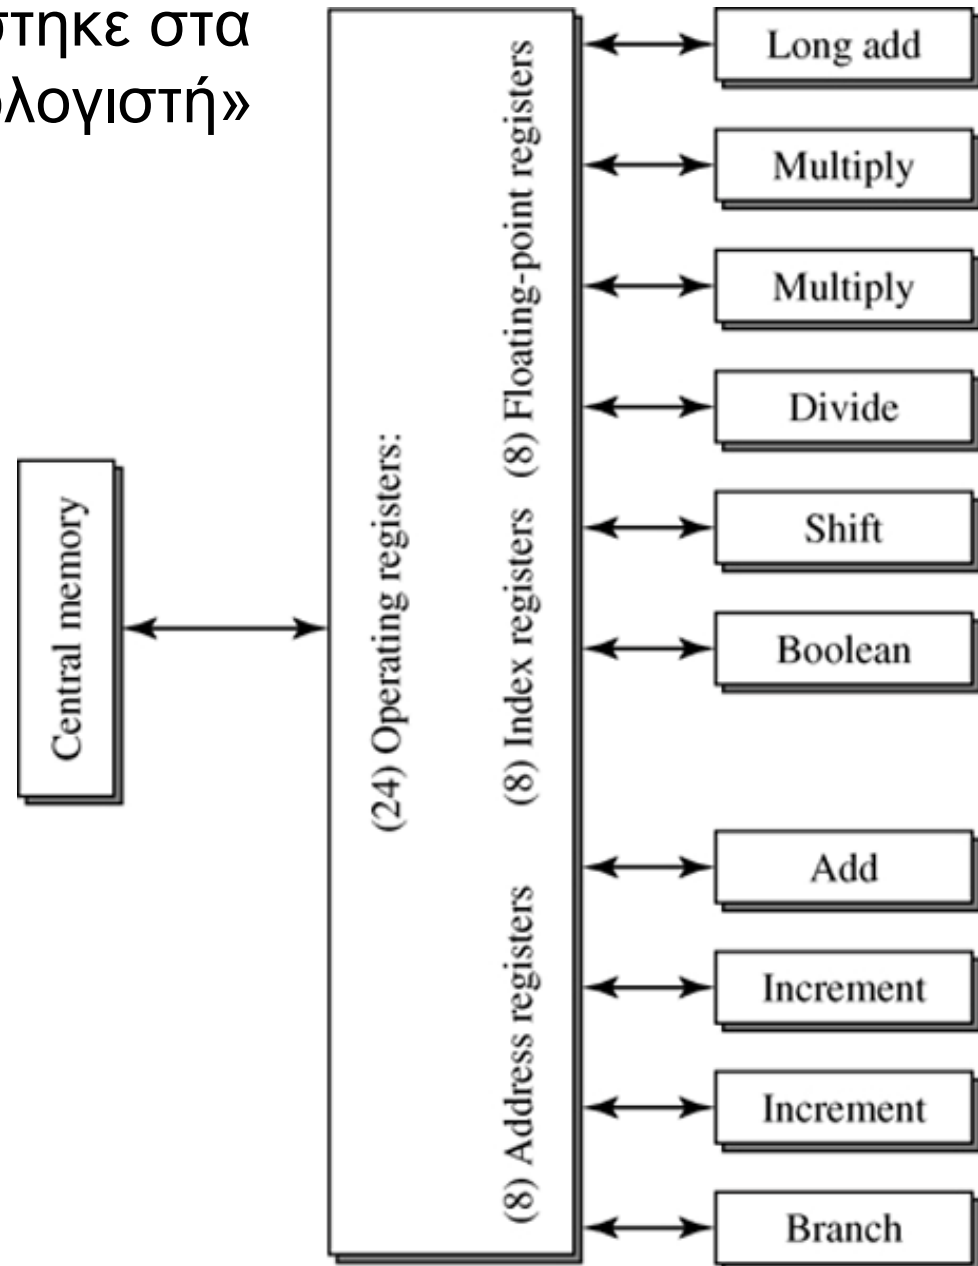 στηκε στα
ολογιστή»
Central memory
(24) Operating registers:
(8) Floating-point registers
(8) Index registers
(8) Address registers
Long add
Multiply
Multiply
Divide
Shift
Boolean
Add
Increment
Increment
Branch